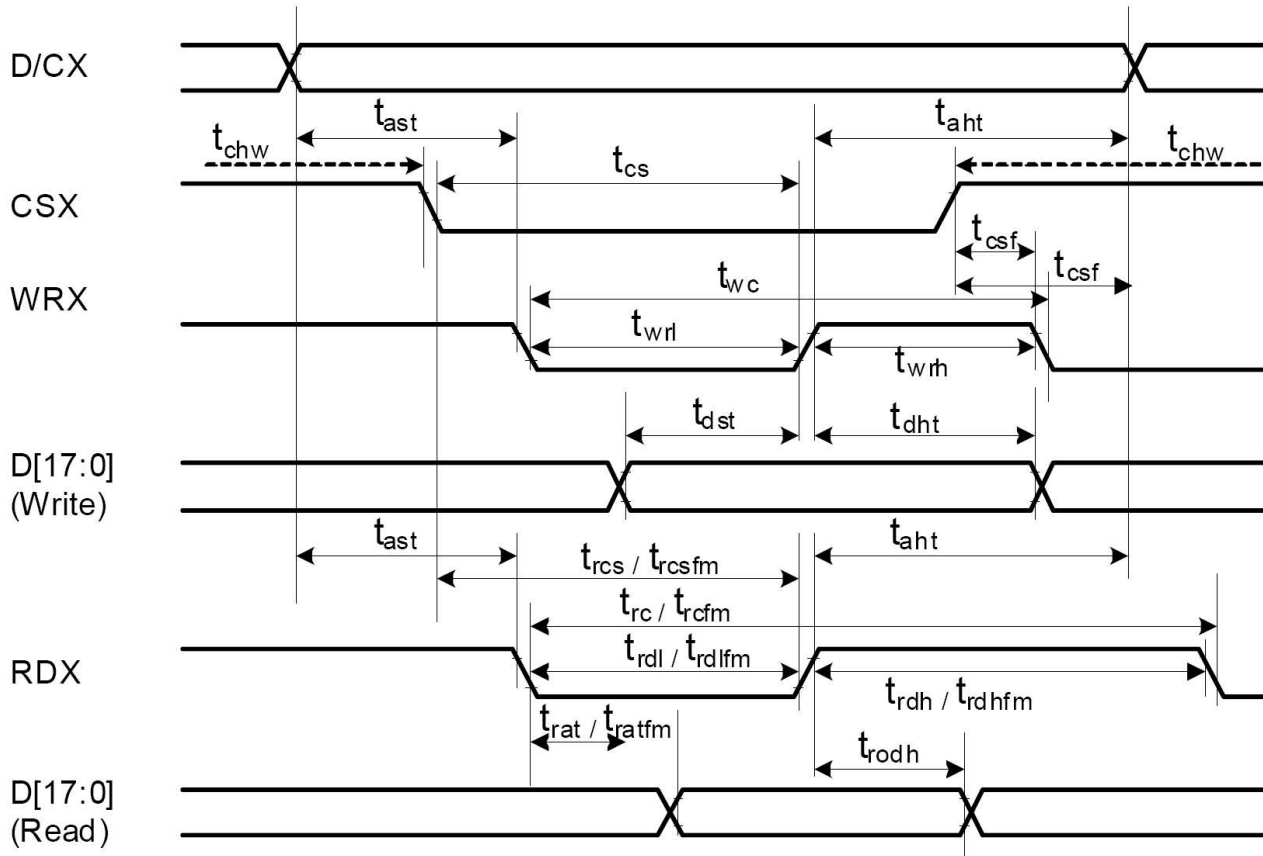 D/CX
t_ast
t_aht
t_chw
t_chw
t_cs
CSX
t_csf
t_csf
t_wc
WRX
t_wrl
t_wrh
t_dst
t_dht
D[17:0]
(Write)
t_ast
t_aht
t_rcs / t_rcsfm
t_rc / t_rcfm
t_rdl / t_rdlfm
RDX
t_rdh / t_rdhfm
t_rat / t_ratfm
t_rodh
D[17:0]
(Read)